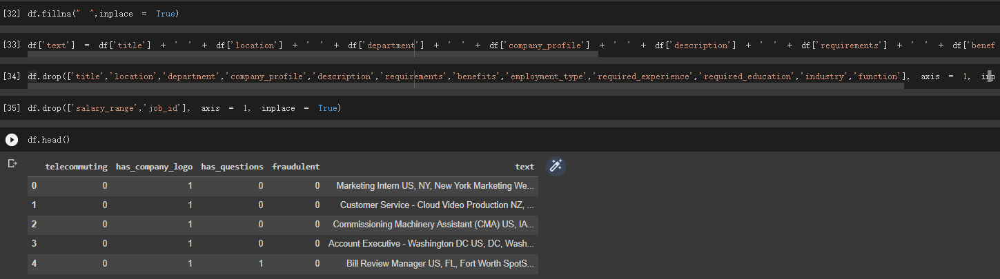 [32] df.fillna("  ",inplace = True)
[33] df['text'] = df['title'] + ' ' + df['location'] + ' ' + df['department'] + ' ' + df['company_profile'] + ' ' + df['description'] + ' ' + df['requirements'] + ' ' + df['benef
[34] df.drop(['title','location','department','company_profile','description','requirements','benefits','employment_type','required_experience','required_education','industry','function'], axis = 1, inp
[35] df.drop(['salary_range','job_id'], axis = 1, inplace = True)
df.head()
telecommuting has_company_logo has_questions fraudulent text
0 0 1 0 0 Marketing Intern US, NY, New York Marketing We...
1 0 1 0 0 Customer Service - Cloud Video Production NZ, ...
2 0 1 0 0 Commissioning Machinery Assistant (CMA) US, IA...
3 0 1 0 0 Account Executive - Washington DC US, DC, Wash...
4 0 1 1 0 Bill Review Manager US, FL, Fort Worth SpotS...